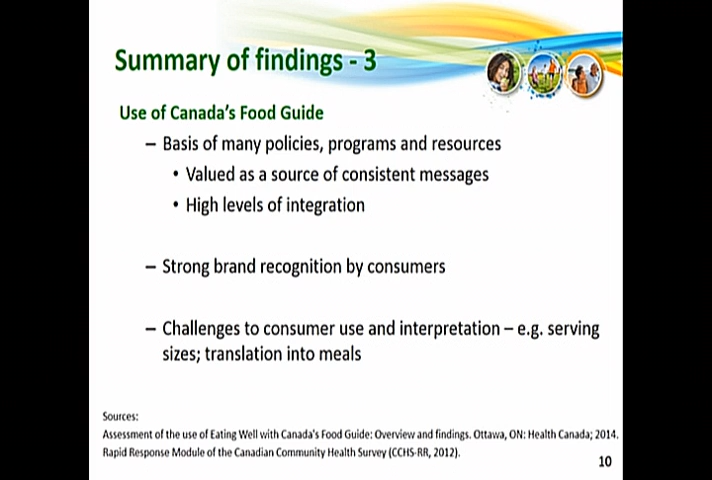 Summary of findings - 3
Use of Canada's Food Guide
– Basis of many policies, programs and resources
• Valued as a source of consistent messages
• High levels of integration
– Strong brand recognition by consumers
– Challenges to consumer use and interpretation – e.g. serving
sizes; translation into meals
Sources:
Assessment of the use of Eating Well with Canada's Food Guide: Overview and findings. Ottawa, ON: Health Canada; 2014.
Rapid Response Module of the Canadian Community Health Survey (CCHS-RR, 2012).
10